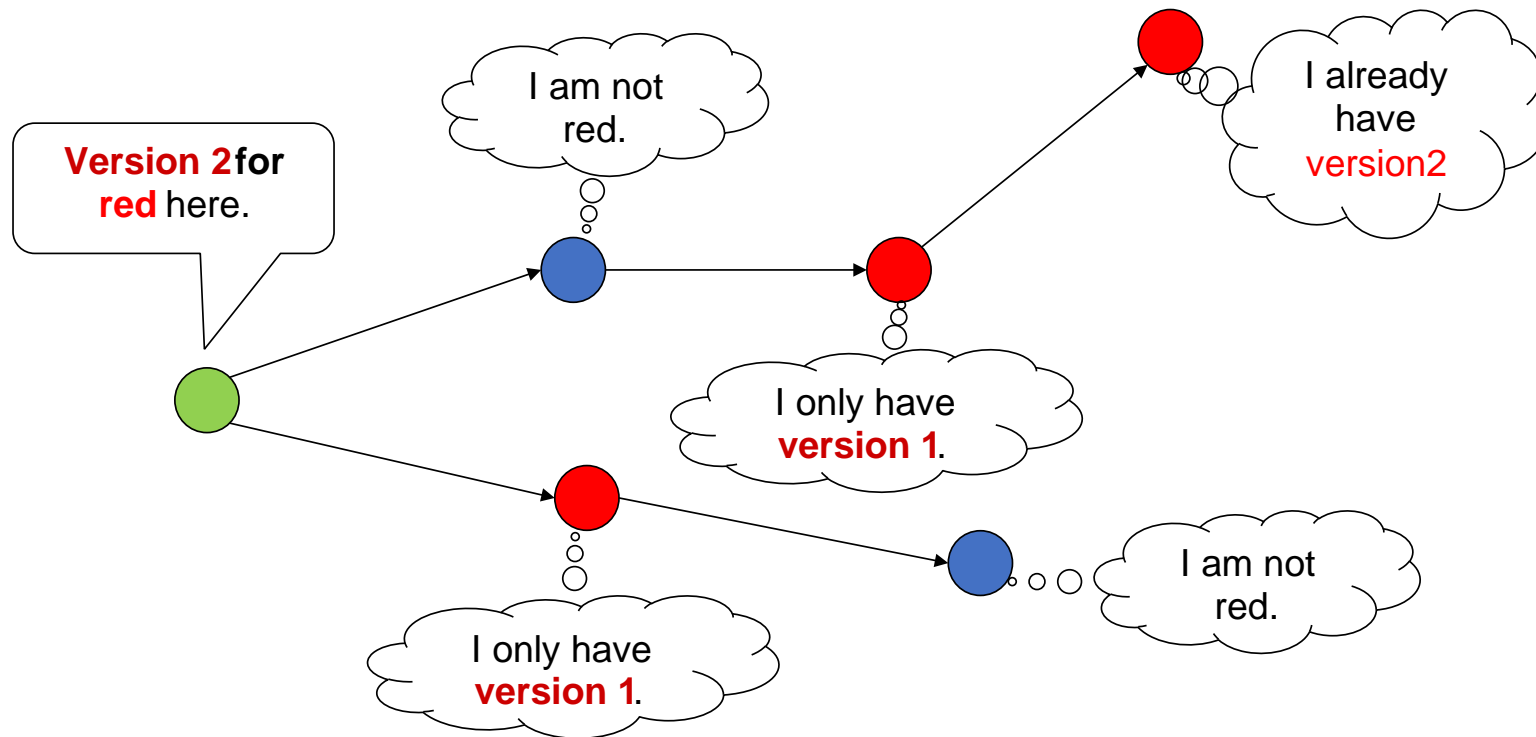 I am not
red.
I already
have
version2
Version 2 for
red here.
I only have
version 1.
I only have
version 1.
I am not
red.